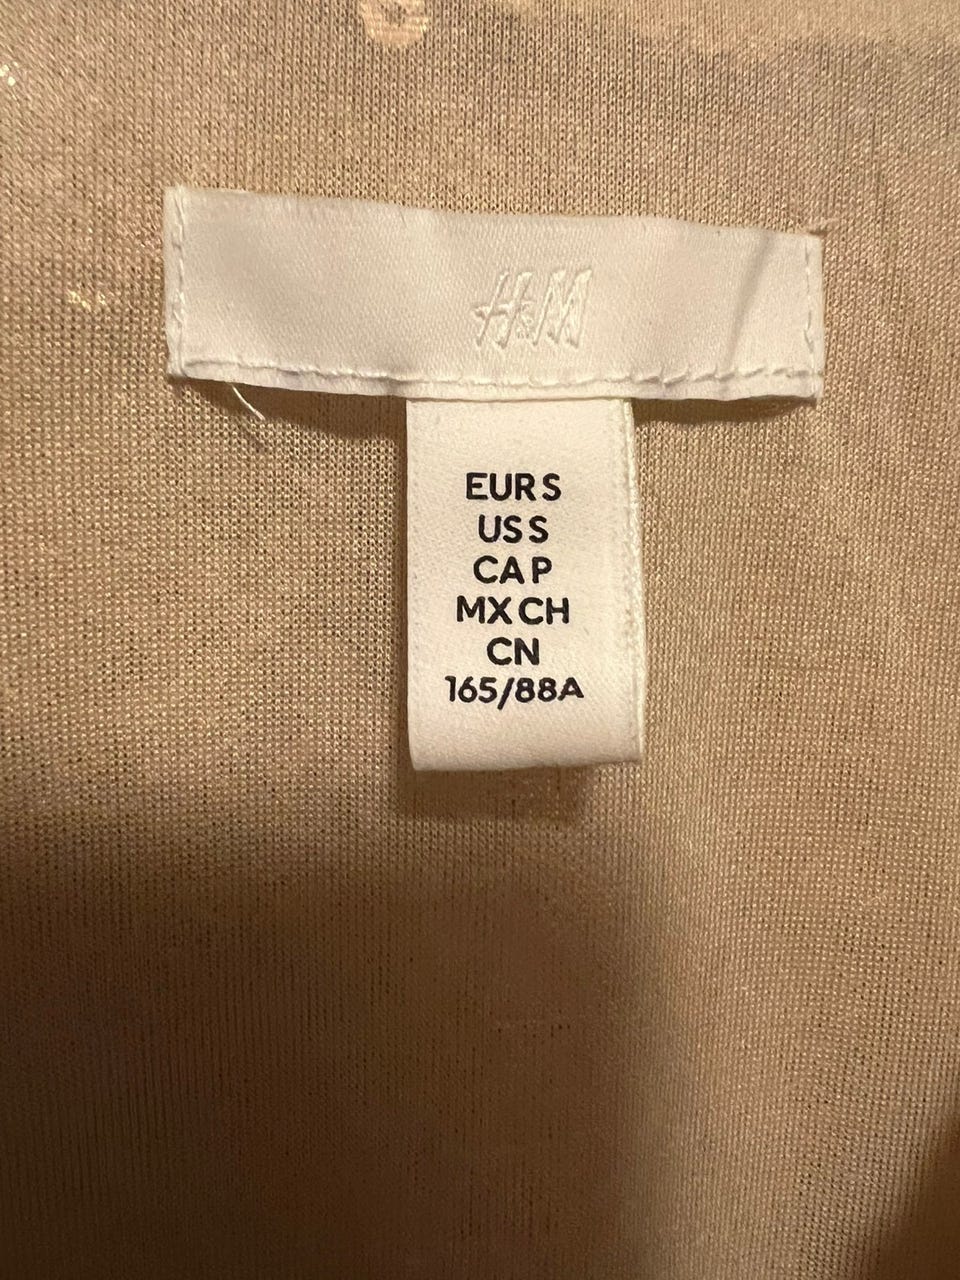 H&M
EUR S
US S
CA P
MX CH
CN
165/88A